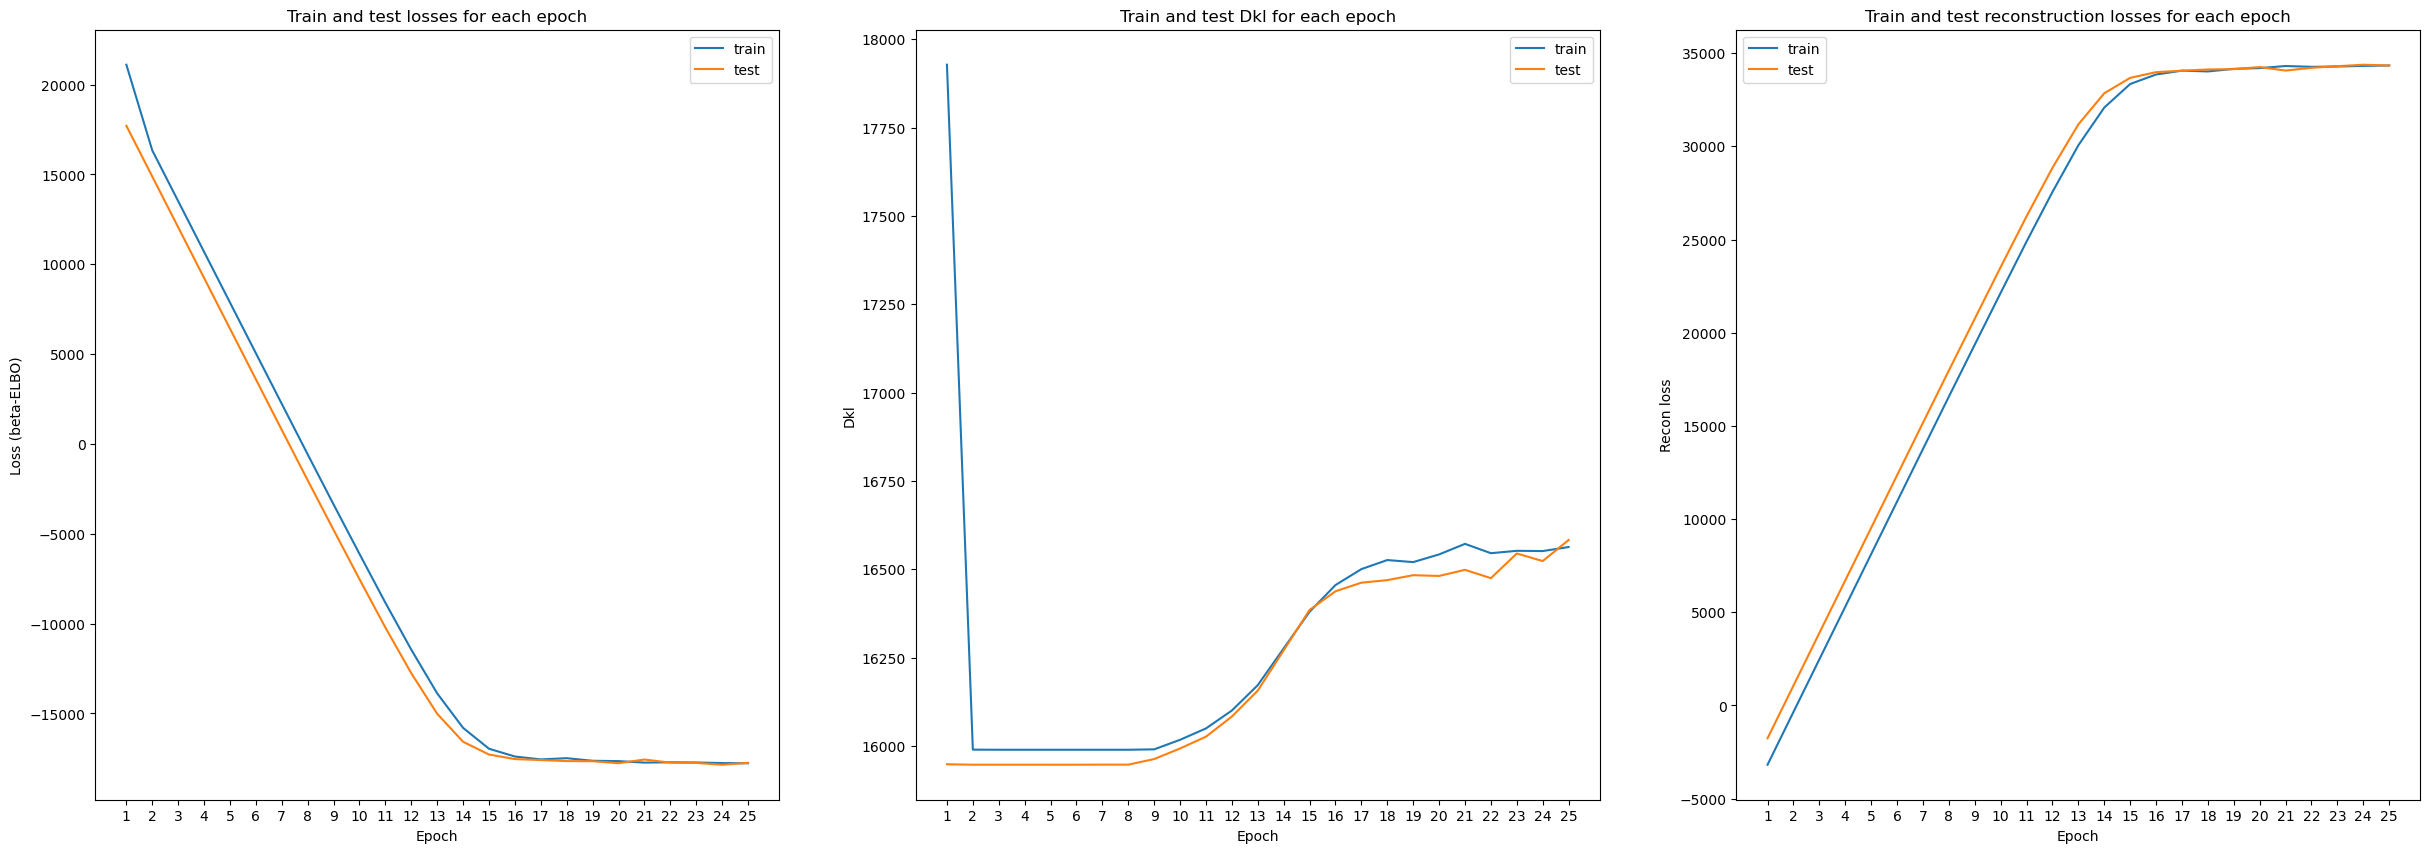 Train and test losses for each epoch
Loss (beta-ELBO)
20000
15000
10000
5000
0
−5000
−10000
−15000
train
test
1 2 3 4 5 6 7 8 9 10 11 12 13 14 15 16 17 18 19 20 21 22 23 24 25
Epoch
Train and test Dkl for each epoch
Dkl
18000
17750
17500
17250
17000
16750
16500
16250
16000
train
test
1 2 3 4 5 6 7 8 9 10 11 12 13 14 15 16 17 18 19 20 21 22 23 24 25
Epoch
Train and test reconstruction losses for each epoch
Recon loss
35000
30000
25000
20000
15000
10000
5000
0
−5000
train
test
1 2 3 4 5 6 7 8 9 10 11 12 13 14 15 16 17 18 19 20 21 22 23 24 25
Epoch